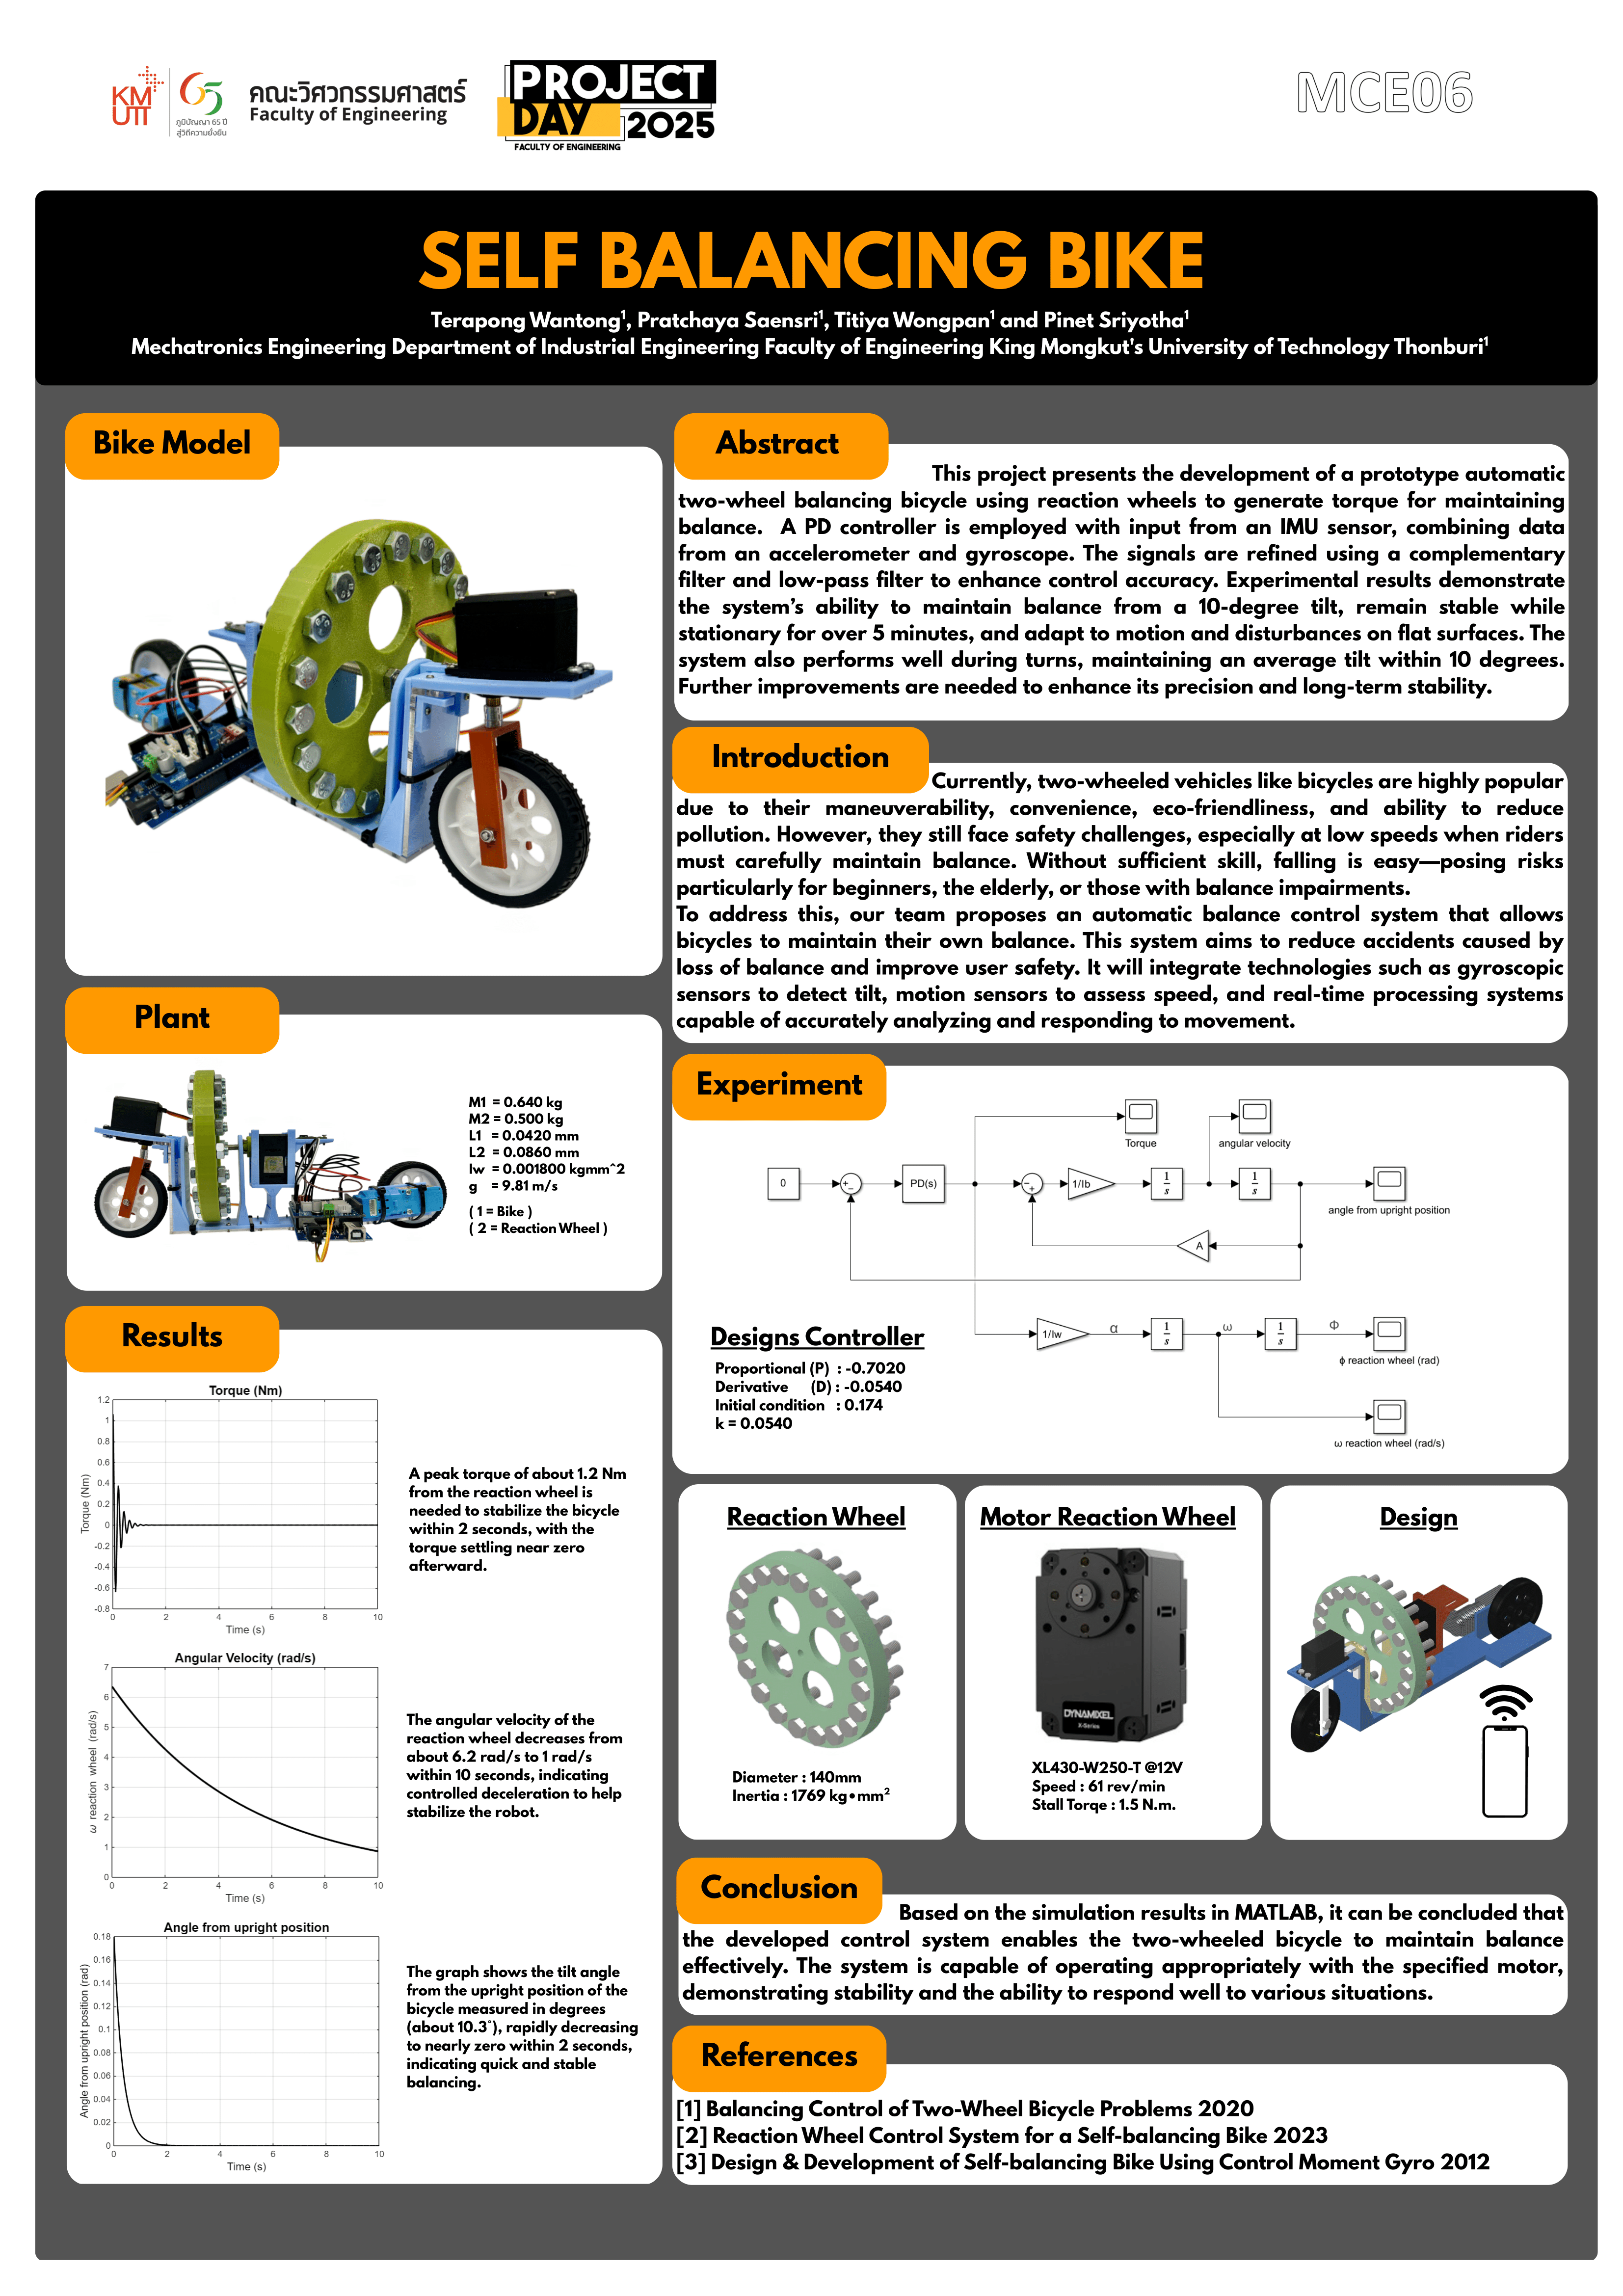 KM
UTT
65
ภูมิปัญญา 65 ปี
สู่วิถีความยั่งยืน
คณะวิศวกรรมศาสตร์
Faculty of Engineering
PROJECT
DAY 2025
FACULTY OF ENGINEERING
MCE06
SELF BALANCING BIKE
Terapong Wantong¹, Pratchaya Saensri¹, Titiya Wongpan¹ and Pinet Sriyotha¹
Mechatronics Engineering Department of Industrial Engineering Faculty of Engineering King Mongkut's University of Technology Thonburi¹
Bike Model
Plant
M1 = 0.640 kg
M2 = 0.500 kg
L1 = 0.0420 mm
L2 = 0.0860 mm
Iw = 0.001800 kgmm^2
g = 9.81 m/s
( 1 = Bike )
( 2 = Reaction Wheel )
Results
Torque (Nm)
1.2
1
0.8
0.6
0.4
0.2
0
-0.2
-0.4
-0.6
-0.8
Torque (Nm)
0 2 4 6 8 10
Time (s)
A peak torque of about 1.2 Nm
from the reaction wheel is
needed to stabilize the bicycle
within 2 seconds, with the
torque settling near zero
afterward.
Angular Velocity (rad/s)
7
6
5
4
3
2
1
0
ω reaction wheel (rad/s)
0 2 4 6 8 10
Time (s)
The angular velocity of the
reaction wheel decreases from
about 6.2 rad/s to 1 rad/s
within 10 seconds, indicating
controlled deceleration to help
stabilize the robot.
Angle from upright position
0.18
0.16
0.14
0.12
0.1
0.08
0.06
0.04
0.02
0
Angle from upright position (rad)
0 2 4 6 8 10
Time (s)
The graph shows the tilt angle
from the upright position of the
bicycle measured in degrees
(about 10.3°), rapidly decreasing
to nearly zero within 2 seconds,
indicating quick and stable
balancing.
Abstract
This project presents the development of a prototype automatic
two-wheel balancing bicycle using reaction wheels to generate torque for maintaining
balance. A PD controller is employed with input from an IMU sensor, combining data
from an accelerometer and gyroscope. The signals are refined using a complementary
filter and low-pass filter to enhance control accuracy. Experimental results demonstrate
the system's ability to maintain balance from a 10-degree tilt, remain stable while
stationary for over 5 minutes, and adapt to motion and disturbances on flat surfaces. The
system also performs well during turns, maintaining an average tilt within 10 degrees.
Further improvements are needed to enhance its precision and long-term stability.
Introduction
Currently, two-wheeled vehicles like bicycles are highly popular
due to their maneuverability, convenience, eco-friendliness, and ability to reduce
pollution. However, they still face safety challenges, especially at low speeds when riders
must carefully maintain balance. Without sufficient skill, falling is easy—posing risks
particularly for beginners, the elderly, or those with balance impairments.
To address this, our team proposes an automatic balance control system that allows
bicycles to maintain their own balance. This system aims to reduce accidents caused by
loss of balance and improve user safety. It will integrate technologies such as gyroscopic
sensors to detect tilt, motion sensors to assess speed, and real-time processing systems
capable of accurately analyzing and responding to movement.
Experiment
Torque
angular velocity
0
+
−
PD(s)
−
+
1/Ib
1
s
1
s
angle from upright position
A
1/Iw
α
1
s
ω
1
s
Φ
ϕ reaction wheel (rad)
ω reaction wheel (rad/s)
Designs Controller
Proportional (P) : -0.7020
Derivative (D) : -0.0540
Initial condition : 0.174
k = 0.0540
Reaction Wheel
Diameter : 140mm
Inertia : 1769 kg•mm²
Motor Reaction Wheel
DYNAMIXEL
X-Series
XL430-W250-T @12V
Speed : 61 rev/min
Stall Torqe : 1.5 N.m.
Design
Conclusion
Based on the simulation results in MATLAB, it can be concluded that
the developed control system enables the two-wheeled bicycle to maintain balance
effectively. The system is capable of operating appropriately with the specified motor,
demonstrating stability and the ability to respond well to various situations.
References
[1] Balancing Control of Two-Wheel Bicycle Problems 2020
[2] Reaction Wheel Control System for a Self-balancing Bike 2023
[3] Design & Development of Self-balancing Bike Using Control Moment Gyro 2012